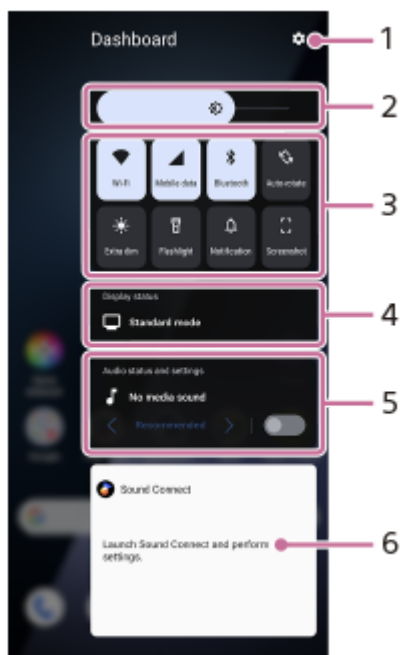 Dashboard
1
2
Wi-Fi
Mobile data
Bluetooth
Auto-rotate
3
Extra dim
Flashlight
Notification
Screenshot
Display status
Standard mode
4
Audio status and settings
No media sound
Recommended
5
Sound Connect
Launch Sound Connect and perform
settings.
6